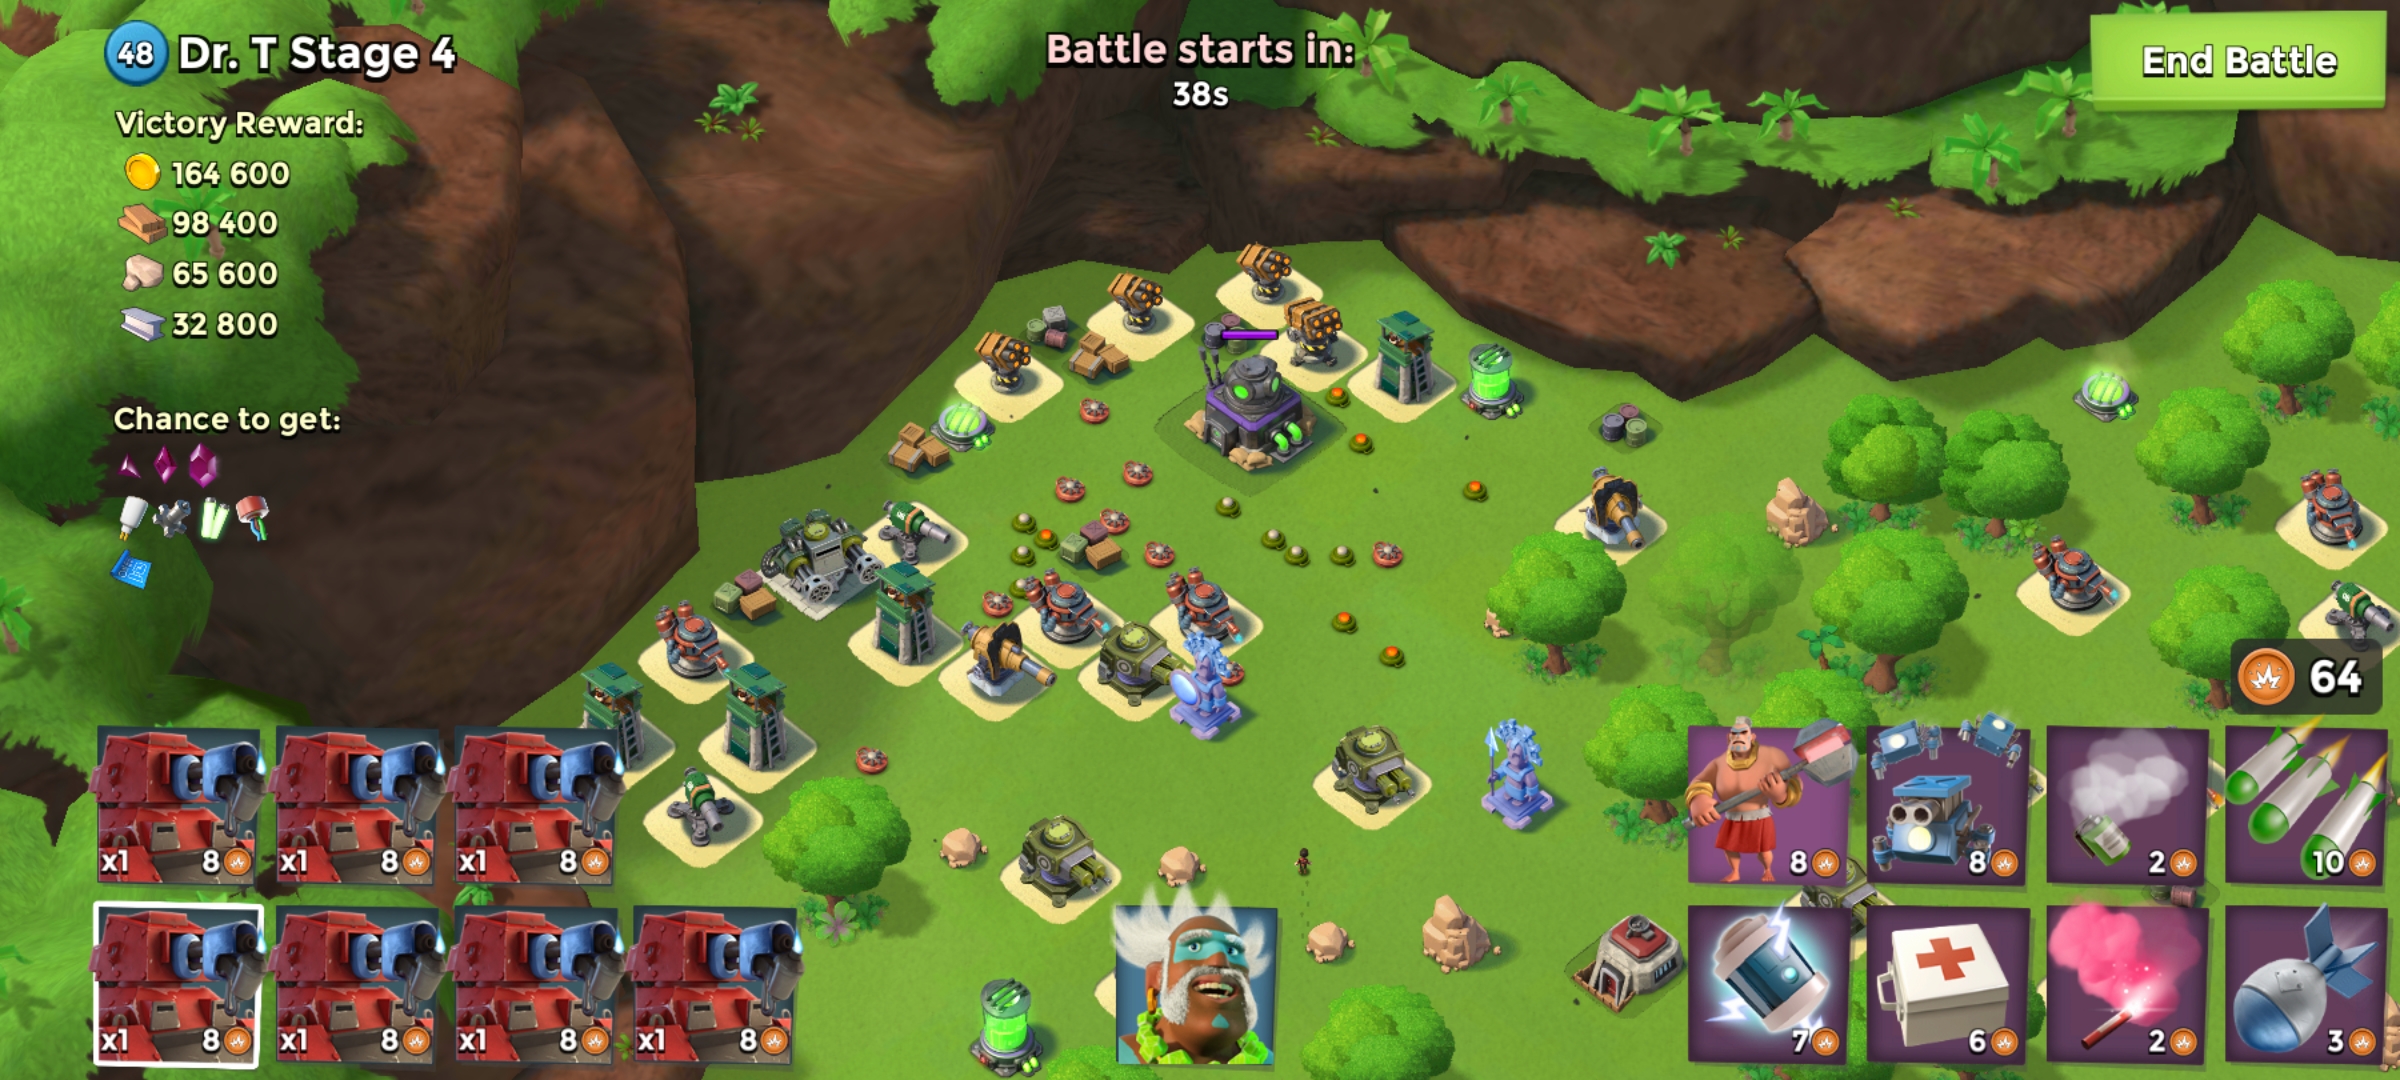 48 Dr. T Stage 4
Battle starts in:
38s
End Battle
Victory Reward:
164 600
98 400
65 600
32 800
Chance to get:
64
x1 8
x1 8
x1 8
8
8
2
10
x1 8
x1 8
x1 8
x1 8
7
6
2
3